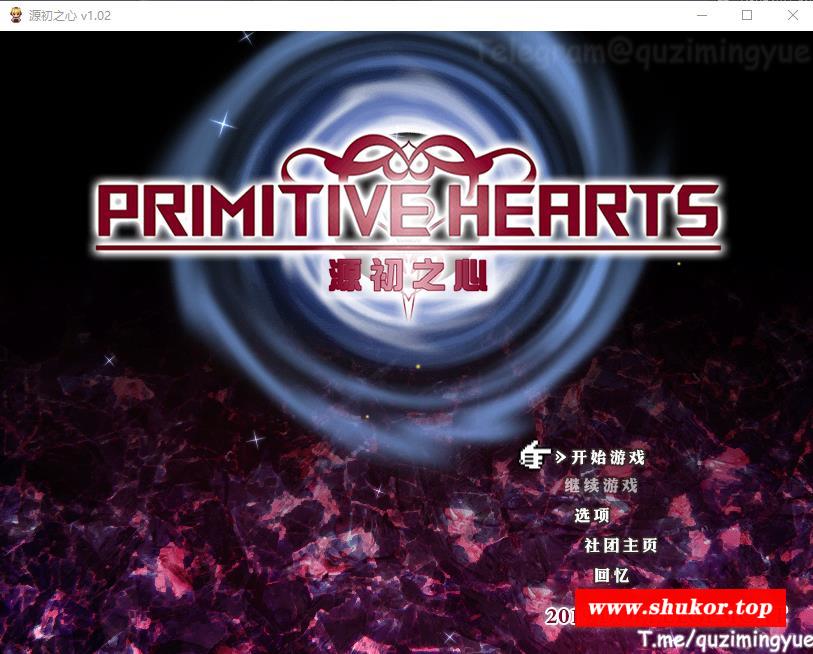 源初之心 v1.02
Telegram@quzimingyue
PRIMITIVE HEARTS
源初之心
开始游戏
继续游戏
选项
社团主页
回忆
201
www.shukor.top
T.me/quzimingyue